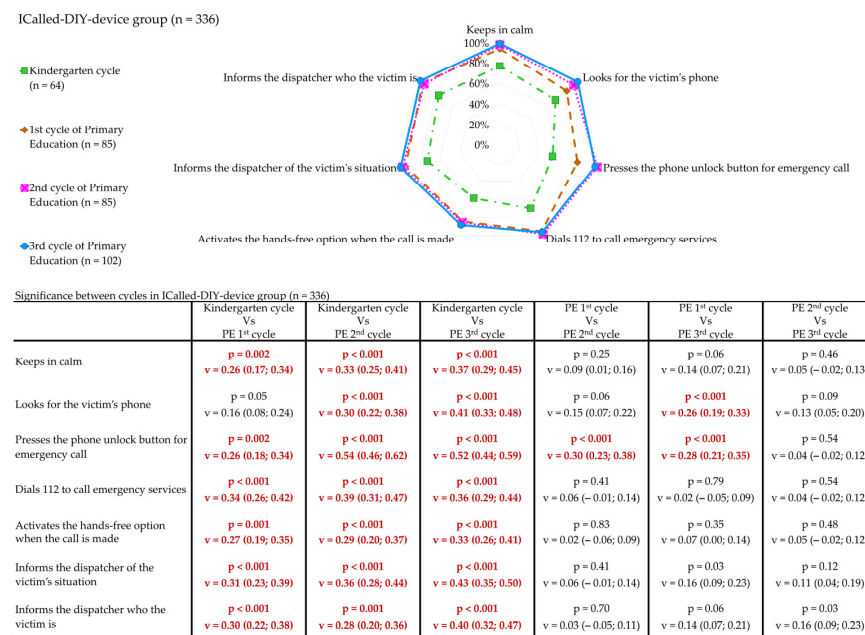 ICalled-DIY-device group (n = 336)
Keeps in calm
100%
80%
60%
40%
20%
0%
Kindergarten cycle
(n = 64)
1st cycle of Primary
Education (n = 85)
2nd cycle of Primary
Education (n = 85)
3rd cycle of Primary
Education (n = 102)
Informs the dispatcher who the victim is
Looks for the victim's phone
Informs the dispatcher of the victim's situation
Presses the phone unlock button for emergency call
Activates the hands-free option when the call is made
Dials 112 to call emergency services
Significance between cycles in ICalled-DIY-device group (n = 336)
Kindergarten cycle Kindergarten cycle Kindergarten cycle PE 1st cycle PE 1st cycle PE 2nd cycle
Vs Vs Vs Vs Vs Vs
PE 1st cycle PE 2nd cycle PE 3rd cycle PE 2nd cycle PE 3rd cycle PE 3rd cycle
Keeps in calm
p = 0.002 p < 0.001 p < 0.001 p = 0.25 p = 0.06 p = 0.46
v = 0.26 (0.17; 0.34) v = 0.33 (0.25; 0.41) v = 0.37 (0.29; 0.45) v = 0.09 (0.01; 0.16) v = 0.14 (0.07; 0.21) v = 0.05 (− 0.02; 0.13
Looks for the victim's phone
p = 0.05 p < 0.001 p < 0.001 p = 0.06 p < 0.001 p = 0.09
v = 0.16 (0.08; 0.24) v = 0.30 (0.22; 0.38) v = 0.41 (0.33; 0.48) v = 0.15 (0.07; 0.22) v = 0.26 (0.19; 0.33) v = 0.13 (0.05; 0.20)
Presses the phone unlock button for p = 0.002 p < 0.001 p < 0.001 p < 0.001 p < 0.001 p = 0.54
emergency call v = 0.26 (0.18; 0.34) v = 0.54 (0.46; 0.62) v = 0.52 (0.44; 0.59) v = 0.30 (0.23; 0.38) v = 0.28 (0.21; 0.35) v = 0.04 (− 0.02; 0.12
Dials 112 to call emergency services
p < 0.001 p < 0.001 p < 0.001 p = 0.41 p = 0.79 p = 0.54
v = 0.34 (0.26; 0.42) v = 0.39 (0.31; 0.47) v = 0.36 (0.29; 0.44) v = 0.06 (− 0.01; 0.14) v = 0.02 (− 0.05; 0.09) v = 0.04 (− 0.02; 0.12
Activates the hands-free option p = 0.001 p < 0.001 p < 0.001 p = 0.83 p = 0.35 p = 0.48
when the call is made v = 0.27 (0.19; 0.35) v = 0.29 (0.20; 0.37) v = 0.33 (0.26; 0.41) v = 0.02 (− 0.06; 0.09) v = 0.07 (0.00; 0.14) v = 0.05 (− 0.02; 0.12
Informs the dispatcher of the p < 0.001 p < 0.001 p < 0.001 p = 0.41 p = 0.03 p = 0.12
victim's situation v = 0.31 (0.23; 0.39) v = 0.36 (0.28; 0.44) v = 0.43 (0.35; 0.50) v = 0.06 (− 0.01; 0.14) v = 0.16 (0.09; 0.23) v = 0.11 (0.04; 0.19)
Informs the dispatcher who the p < 0.001 p = 0.001 p < 0.001 p = 0.70 p = 0.06 p = 0.03
victim is v = 0.30 (0.22; 0.38) v = 0.28 (0.20; 0.36) v = 0.40 (0.32; 0.47) v = 0.03 (− 0.05; 0.11) v = 0.14 (0.07; 0.21) v = 0.16 (0.09; 0.23)